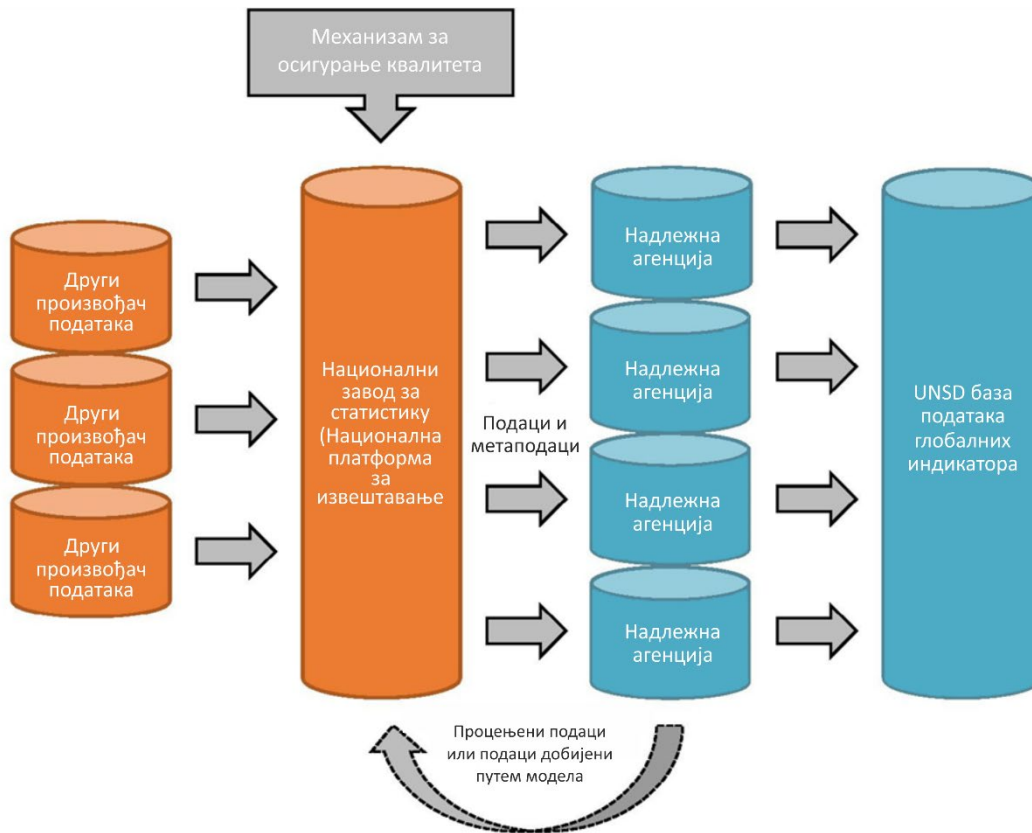 Механизам за
осигурање квалитета
Други
произвођач
података
Други
произвођач
података
Други
произвођач
података
Национални
завод за
статистику
(Национална
платформа
за
извештавање
Подаци и
метаподаци
Надлежна
агенција
Надлежна
агенција
Надлежна
агенција
Надлежна
агенција
UNSD база
података
глобалних
индикатора
Процењени подаци
или подаци добијени
путем модела